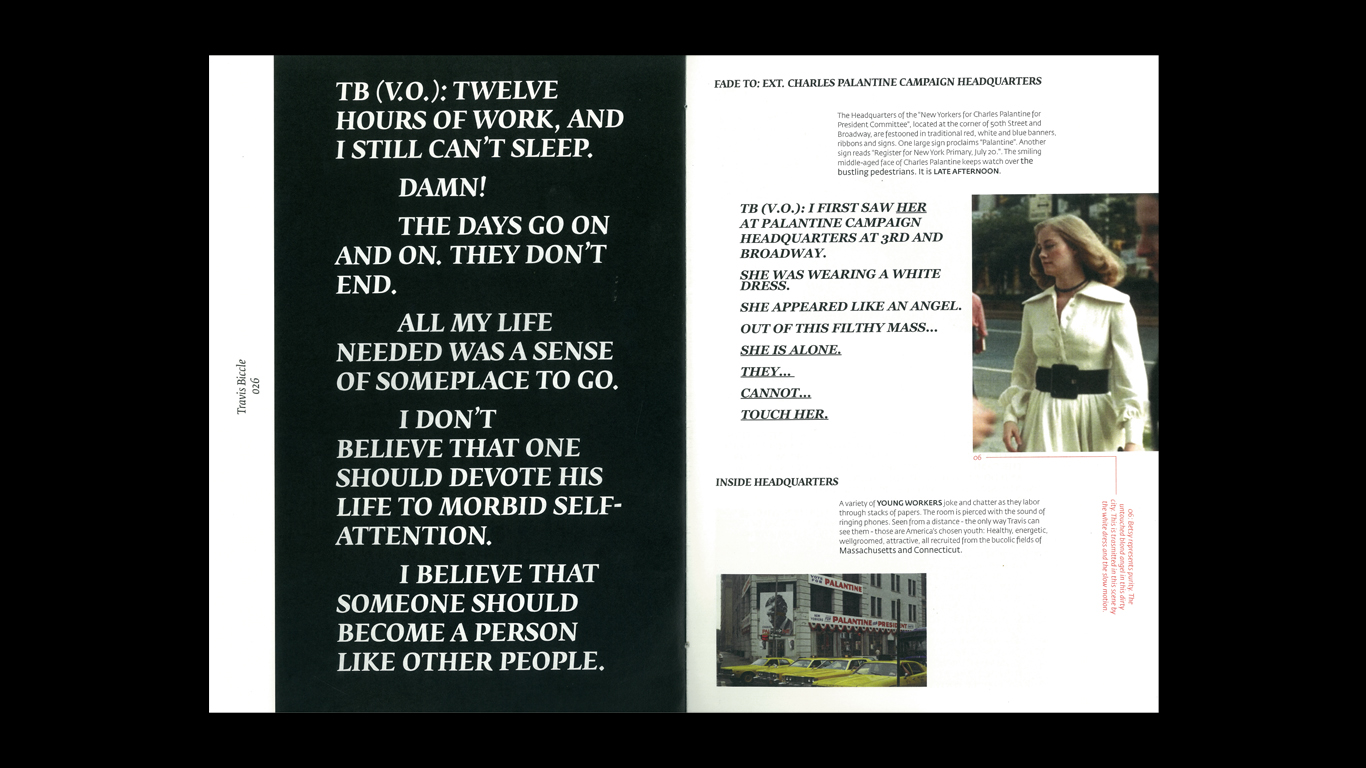 Travis Biccle
026
TB (V.O.): TWELVE
HOURS OF WORK, AND
I STILL CAN'T SLEEP.
DAMN!
THE DAYS GO ON
AND ON. THEY DON'T
END.
ALL MY LIFE
NEEDED WAS A SENSE
OF SOMEPLACE TO GO.
I DON'T
BELIEVE THAT ONE
SHOULD DEVOTE HIS
LIFE TO MORBID SELF-
ATTENTION.
I BELIEVE THAT
SOMEONE SHOULD
BECOME A PERSON
LIKE OTHER PEOPLE.
FADE TO: EXT. CHARLES PALANTINE CAMPAIGN HEADQUARTERS
The Headquarters of the "New Yorkers for Charles Palantine for
President Committee", located at the corner of 50th Street and
Broadway, are festooned in traditional red, white and blue banners,
ribbons and signs. One large sign proclaims "Palantine". Another
sign reads "Register for New York Primary, July 20.". The smiling
middle-aged face of Charles Palantine keeps watch over the
bustling pedestrians. It is LATE AFTERNOON.
TB (V.O.): I FIRST SAW HER
AT PALANTINE CAMPAIGN
HEADQUARTERS AT 3RD AND
BROADWAY.
SHE WAS WEARING A WHITE
DRESS.
SHE APPEARED LIKE AN ANGEL.
OUT OF THIS FILTHY MASS...
SHE IS ALONE.
THEY...
CANNOT...
TOUCH HER.
06
06: Betsy represents purity. The
untouched blond angel in this dirty
city. This is trasmitted in this scene by
the white dress and the slow motion.
INSIDE HEADQUARTERS
A variety of YOUNG WORKERS joke and chatter as they labor
through stacks of papers. The room is pierced with the sound of
ringing phones. Seen from a distance - the only way Travis can
see them - those are America's chosen youth: Healthy, energetic,
wellgroomed, attractive, all recruited from the bucolic fields of
Massachusetts and Connecticut.
PALANTINE
PALANTINE